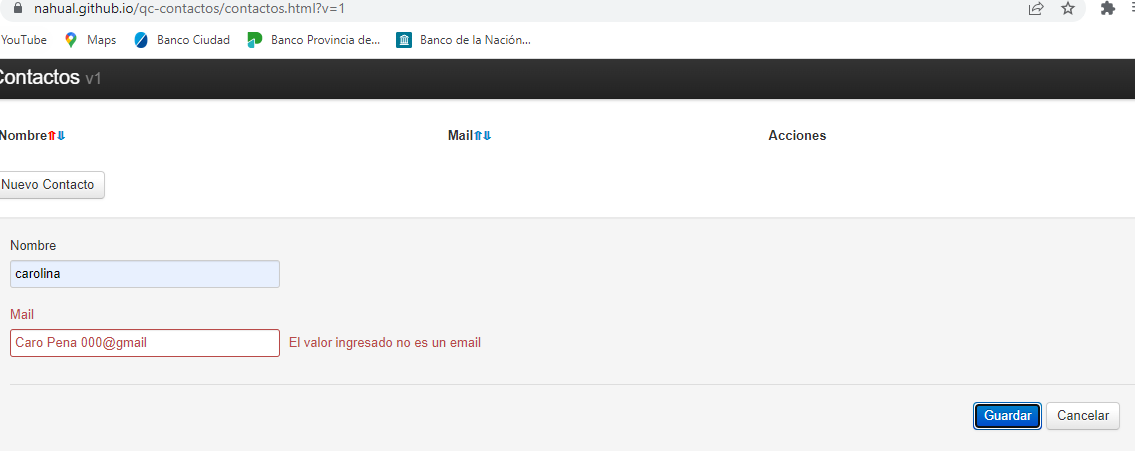 nahual.github.io/qc-contactos/contactos.html?v=1
YouTube Maps Banco Ciudad Banco Provincia de... Banco de la Nación...
Contactos v1
Nombre⇑⇓ Mail⇑⇓ Acciones
Nuevo Contacto
Nombre
carolina
Mail
Caro Pena 000@gmail El valor ingresado no es un email
Guardar Cancelar